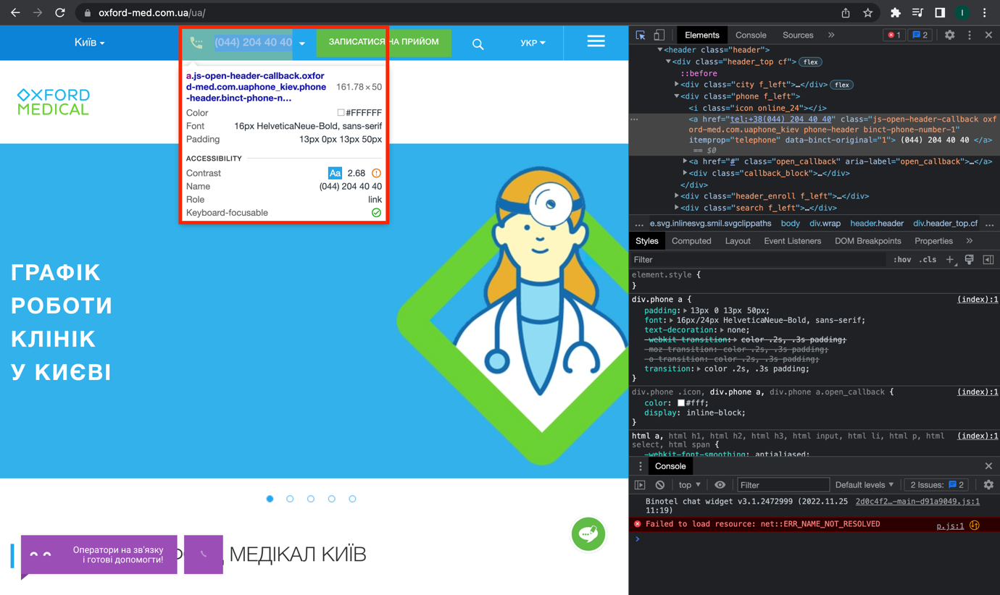 oxford-med.com.ua/ua/
I
Київ
(044) 204 40 40
ЗАПИСАТИСЯ НА ПРИЙОМ
УКР
a.js-open-header-callback.oxfor
d-med.com.uaphone_kiev.phone
-header.binct-phone-n…
161.78 × 50
Color #FFFFFF
Font 16px HelveticaNeue-Bold, sans-serif
Padding 13px 0px 13px 50px
ACCESSIBILITY
Contrast Aa 2.68
Name (044) 204 40 40
Role link
Keyboard-focusable
OXFORD
MEDICAL
ГРАФІК
РОБОТИ
КЛІНІК
У КИЄВІ
Оператори на зв'язку
і готові допомогти!
МЕДІКАЛ КИЇВ
Elements Console Sources » 1 2
<header class="header">
<div class="header_top cf"> flex
::before
<div class="city f_left">…</div> flex
<div class="phone f_left">
<i class="icon online_24"></i>
<a href="tel:+38(044) 204 40 40" class="js-open-header-callback oxf
ord-med.com.uaphone_kiev phone-header binct-phone-number-1"
itemprop="telephone" data-binct-original="1"> (044) 204 40 40 </a>
== $0
<a href="#" class="open_callback" aria-label="open_callback">…</a>
<div class="callback_block">…</div>
</div>
<div class="header_enroll f_left">…</div>
<div class="search f_left">…</div>
… e.svg.inlinesvg.smil.svgclippaths body div.wrap header.header div.header_top.cf …
Styles Computed Layout Event Listeners DOM Breakpoints Properties »
Filter :hov .cls +
element.style {
}
div.phone a { (index):1
padding: 13px 0 13px 50px;
font: 16px/24px HelveticaNeue-Bold, sans-serif;
text-decoration: none;
-webkit-transition: color .2s, .3s padding;
-moz-transition: color .2s, .3s padding;
-o-transition: color .2s, .3s padding;
transition: color .2s, .3s padding;
}
div.phone .icon, div.phone a, div.phone a.open_callback { (index):1
color: #fff;
display: inline-block;
}
html a, html h1, html h2, html h3, html input, html li, html p, html (index):1
select, html span {
-webkit-font-smoothing: antialiased;
Console
top Filter Default levels 2 Issues: 2
Binotel chat widget v3.1.2472999 (2022.11.25 2d0c4f2…-main-d91a9049.js:1
11:19)
Failed to load resource: net::ERR_NAME_NOT_RESOLVED p.js:1